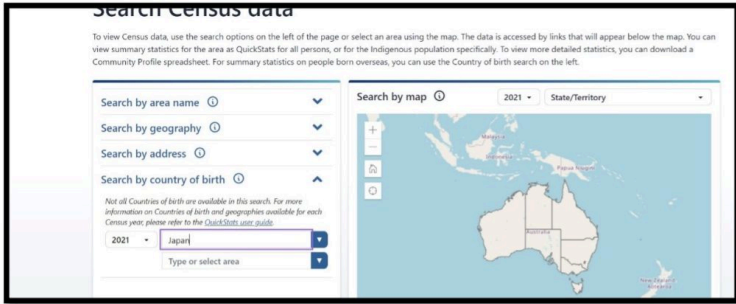 Search Census data
To view Census data, use the search options on the left of the page or select an area using the map. The data is accessed by links that will appear below the map. You can
view summary statistics for the area as QuickStats for all persons, or for the Indigenous population specifically. To view more detailed statistics, you can download a
Community Profile spreadsheet. For summary statistics on people born overseas, you can use the Country of birth search on the left.
Search by area name
Search by geography
Search by address
Search by country of birth
Not all Countries of birth are available in this search. For more
information on Countries of birth and geographies available for each
Census year, please refer to the QuickStats user guide.
2021
Japan
Type or select area
Search by map
2021
State/Territory
Malaysia
Indonesia
Australia